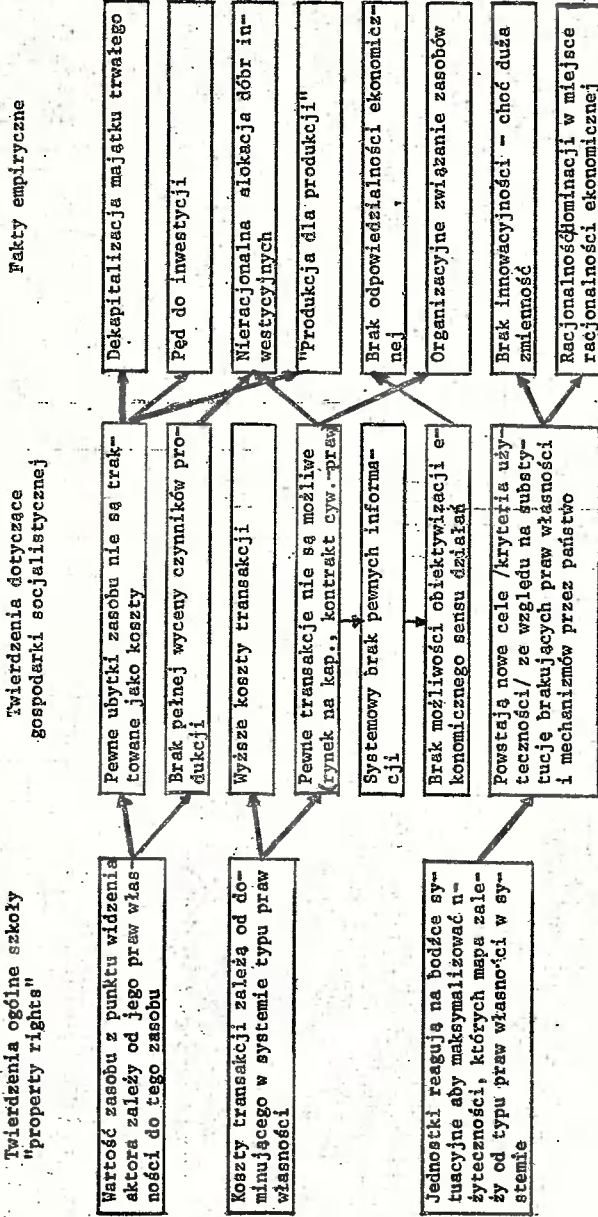 Twierdzenia ogólne szkoły
"property rights"
Wartość zasobu z punktu widzenia
aktora zależy od jego praw włas-
ności do tego zasobu
Koszty transakcji zależą od do-
minującego w systemie typu praw
własności
Jednostki reagują na bodźce sy-
tuacyjne aby maksymalizować u-
żyteczności, których mapa zale-
ży od typu praw własności w sy-
stemie
Twierdzenia dotyczące
gospodarki socjalistycznej
Pewne ubytki zasobu nie są trak-
towane jako koszty
Brak pełnej wyceny czynników pro-
dukcji
Wyższe koszty transakcji
Pewne transakcje nie są możliwe
/rynek na kap., kontrakt cyw.-praw
Systemowy brak pewnych informa-
cji
Brak możliwości obiektywizacji e-
konomicznego sensu działań
Powstają nowe cele /kryteria uży-
teczności/ ze względu na substy-
tucję brakujących praw własności
i mechanizmów przez państwo
Fakty empiryczne
Dekapitalizacja majątku trwałego
Pęd do inwestycji
Nieracjonalna alokacja dóbr in-
westycyjnych
"Produkcja dla produkcji"
Brak odpowiedzialności ekonomicz-
nej
Organizacyjne związanie zasobów
Brak innowacyjności - choć duża
zmienność
Racjonalność dominacji w miejsce
racjonalności ekonomicznej